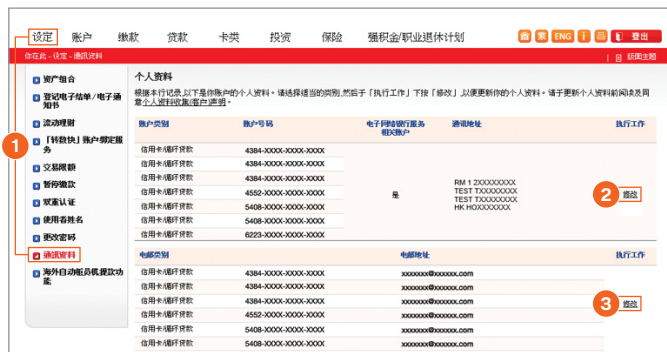 设定 账户 缴款 贷款 卡类 投资 保险 强积金/职业退休计划 繁 ENG i 登出
你在此 - 设定 - 通讯资料 版面主题
资产组合
登记电子结单/电子通知书
流动理财
「转数快」账户绑定服务
交易限额
暂停缴款
双重认证
使用者姓名
更改密码
通讯资料
海外自动柜员机提款功能
1
个人资料
根据本行记录,以下是你账户的个人资料。请选择适当的类别,然后于「执行工作」下按「修改」,以便更新你的个人资料。请于更新个人资料前阅读及同
意个人资料收集(客户)声明。
账户类别 账户号码 电子网络银行服务相关账户 通讯地址 执行工作
信用卡/循环贷款 4384-XXXX-XXXX-XXXX
信用卡/循环贷款 4384-XXXX-XXXX-XXXX
信用卡/循环贷款 4384-XXXX-XXXX-XXXX
信用卡/循环贷款 4552-XXXX-XXXX-XXXX
信用卡/循环贷款 5408-XXXX-XXXX-XXXX
信用卡/循环贷款 5408-XXXX-XXXX-XXXX
信用卡/循环贷款 6223-XXXX-XXXX-XXXX
是
RM 1 2XXXXXXXX
TEST TXXXXXXXX
TEST TXXXXXXXX
HK HOXXXXXXX
2 修改
电邮类别 电邮地址 执行工作
信用卡/循环贷款 4384-XXXX-XXXX-XXXX xxxxxxx@xxxxxx.com
信用卡/循环贷款 4384-XXXX-XXXX-XXXX xxxxxxx@xxxxxx.com
信用卡/循环贷款 4384-XXXX-XXXX-XXXX xxxxxxx@xxxxxx.com
信用卡/循环贷款 4552-XXXX-XXXX-XXXX xxxxxxx@xxxxxx.com
信用卡/循环贷款 5408-XXXX-XXXX-XXXX xxxxxxx@xxxxxx.com
信用卡/循环贷款 5408-XXXX-XXXX-XXXX xxxxxxx@xxxxxx.com
3 修改